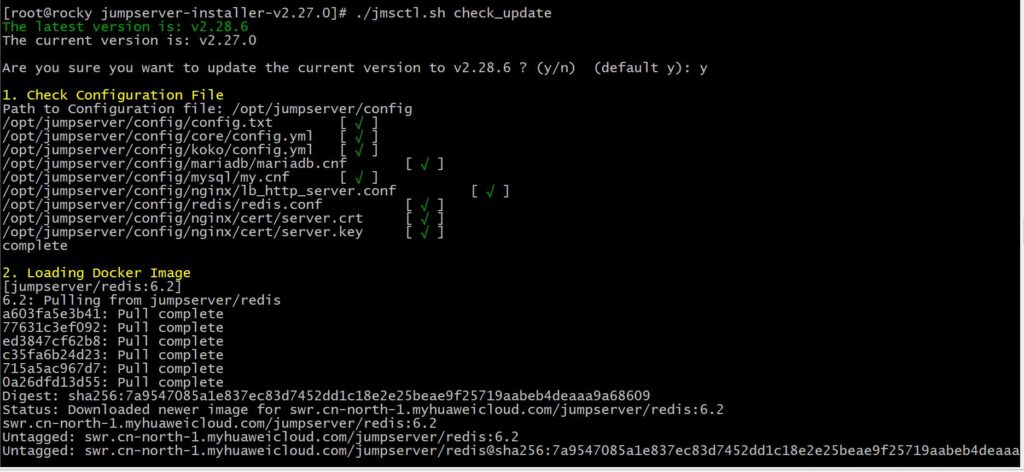 [root@rocky jumpserver-installer-v2.27.0]# ./jmsctl.sh check_update
The latest version is: v2.28.6
The current version is: v2.27.0
Are you sure you want to update the current version to v2.28.6 ? (y/n)  (default y): y
1. Check Configuration File
Path to Configuration file: /opt/jumpserver/config
/opt/jumpserver/config/config.txt        [ √ ]
/opt/jumpserver/config/core/config.yml   [ √ ]
/opt/jumpserver/config/koko/config.yml   [ √ ]
/opt/jumpserver/config/mariadb/mariadb.cnf       [ √ ]
/opt/jumpserver/config/mysql/my.cnf      [ √ ]
/opt/jumpserver/config/nginx/lb_http_server.conf         [ √ ]
/opt/jumpserver/config/redis/redis.conf          [ √ ]
/opt/jumpserver/config/nginx/cert/server.crt     [ √ ]
/opt/jumpserver/config/nginx/cert/server.key     [ √ ]
complete
2. Loading Docker Image
[jumpserver/redis:6.2]
6.2: Pulling from jumpserver/redis
a603fa5e3b41: Pull complete
77631c3ef092: Pull complete
ed3847cf62b8: Pull complete
c35fa6b24d23: Pull complete
715a5ac967d7: Pull complete
0a26dfd13d55: Pull complete
Digest: sha256:7a9547085a1e837ec83d7452dd1c18e2e25beae9f25719aabeb4deaaa9a68609
Status: Downloaded newer image for swr.cn-north-1.myhuaweicloud.com/jumpserver/redis:6.2
swr.cn-north-1.myhuaweicloud.com/jumpserver/redis:6.2
Untagged: swr.cn-north-1.myhuaweicloud.com/jumpserver/redis:6.2
Untagged: swr.cn-north-1.myhuaweicloud.com/jumpserver/redis@sha256:7a9547085a1e837ec83d7452dd1c18e2e25beae9f25719aabeb4deaaa